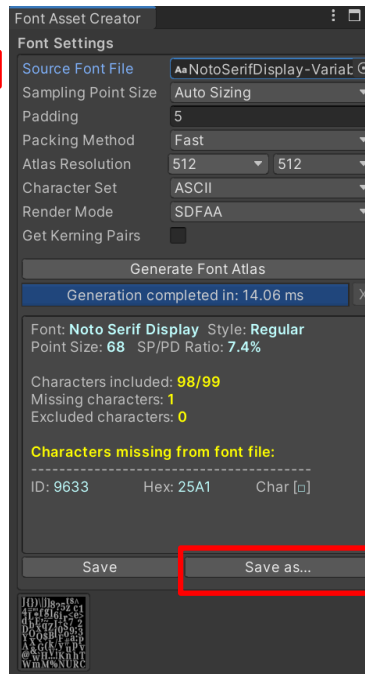 Font Asset Creator
Font Settings
Source Font File NotoSerifDisplay-Variab
Sampling Point Size Auto Sizing
Padding 5
Packing Method Fast
Atlas Resolution 512 512
Character Set ASCII
Render Mode SDFAA
Get Kerning Pairs
Generate Font Atlas
Generation completed in: 14.06 ms X
Font: Noto Serif Display Style: Regular
Point Size: 68 SP/PD Ratio: 7.4%
Characters included: 98/99
Missing characters: 1
Excluded characters: 0
Characters missing from font file:
----------------------------------------
ID: 9633 Hex: 25A1 Char [□]
Save Save as...